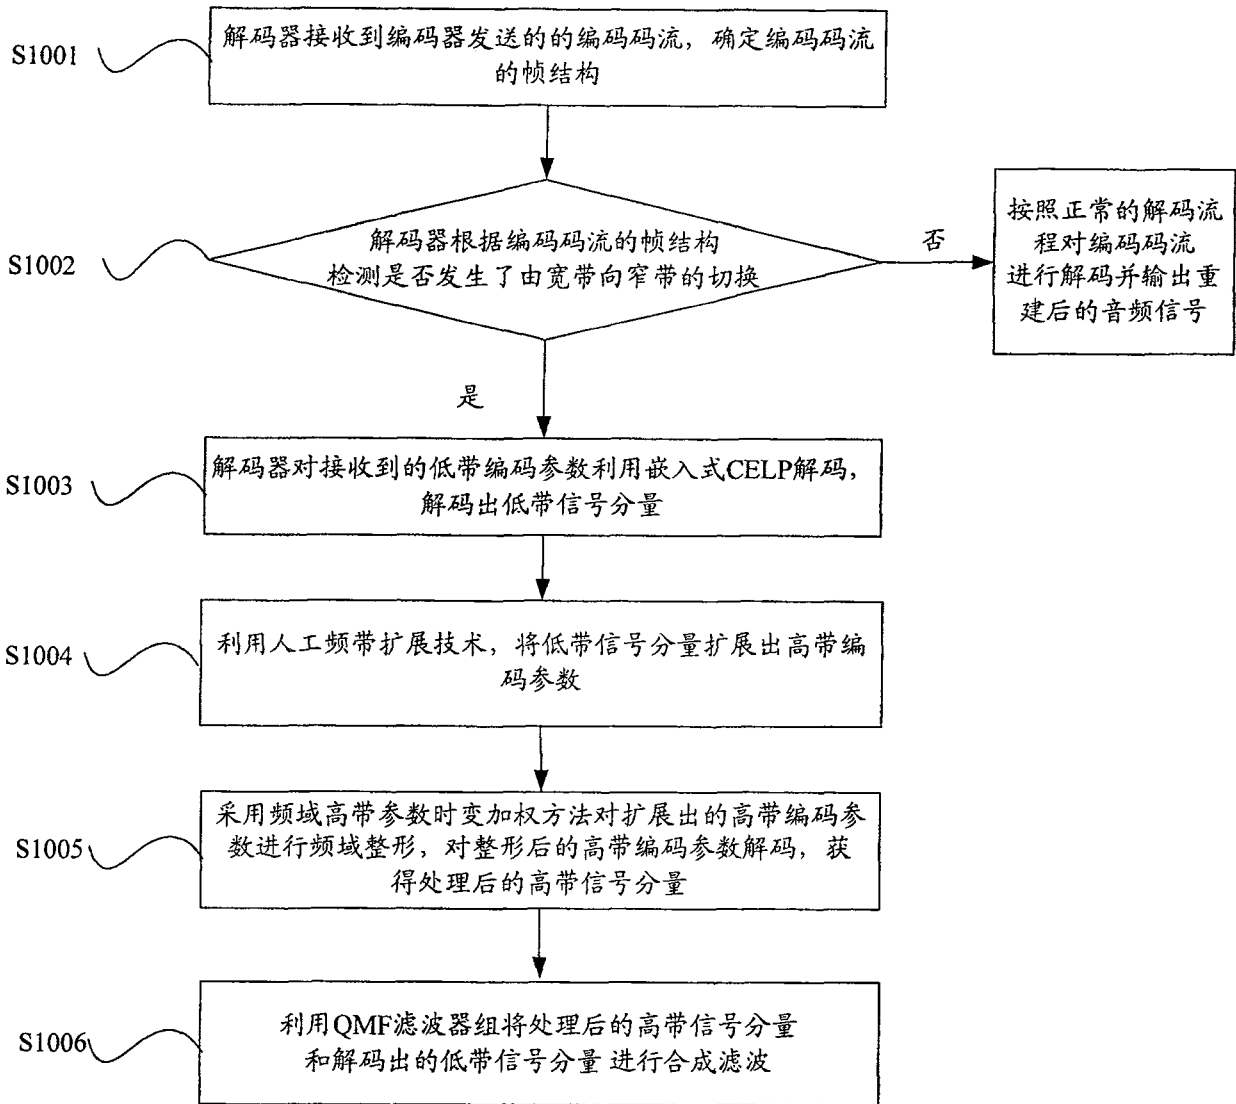 S1001
解码器接收到编码器发送的的编码码流，确定编码码流
的帧结构
S1002
解码器根据编码码流的帧结构
检测是否发生了由宽带向窄带的切换
否
按照正常的解码流
程对编码码流
进行解码并输出重
建后的音频信号
是
S1003
解码器对接收到的低带编码参数利用嵌入式CELP解码，
解码出低带信号分量
S1004
利用人工频带扩展技术，将低带信号分量扩展出高带编
码参数
S1005
采用频域高带参数时变加权方法对扩展出的高带编码参
数进行频域整形，对整形后的高带编码参数解码，获
得处理后的高带信号分量
S1006
利用QMF滤波器组将处理后的高带信号分量
和解码出的低带信号分量 进行合成滤波